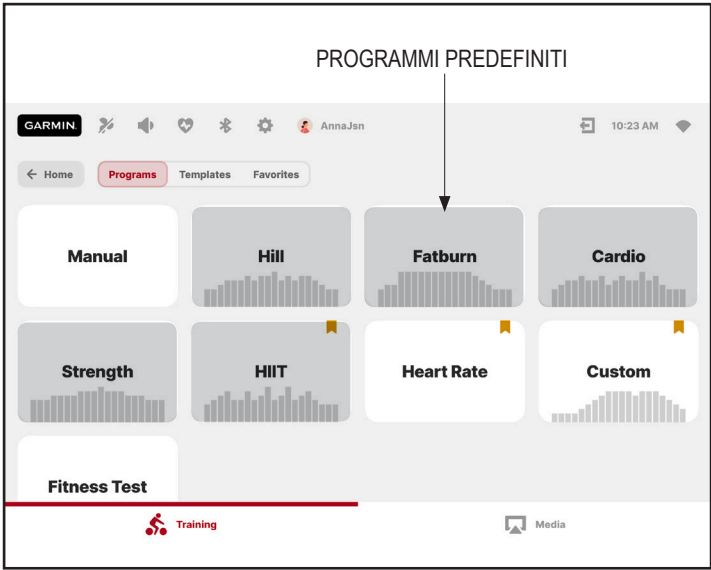 PROGRAMMI PREDEFINITI
GARMIN. AnnaJsn 10:23 AM
← Home Programs Templates Favorites
Manual Hill Fatburn Cardio
Strength HIIT Heart Rate Custom
Fitness Test
Training Media